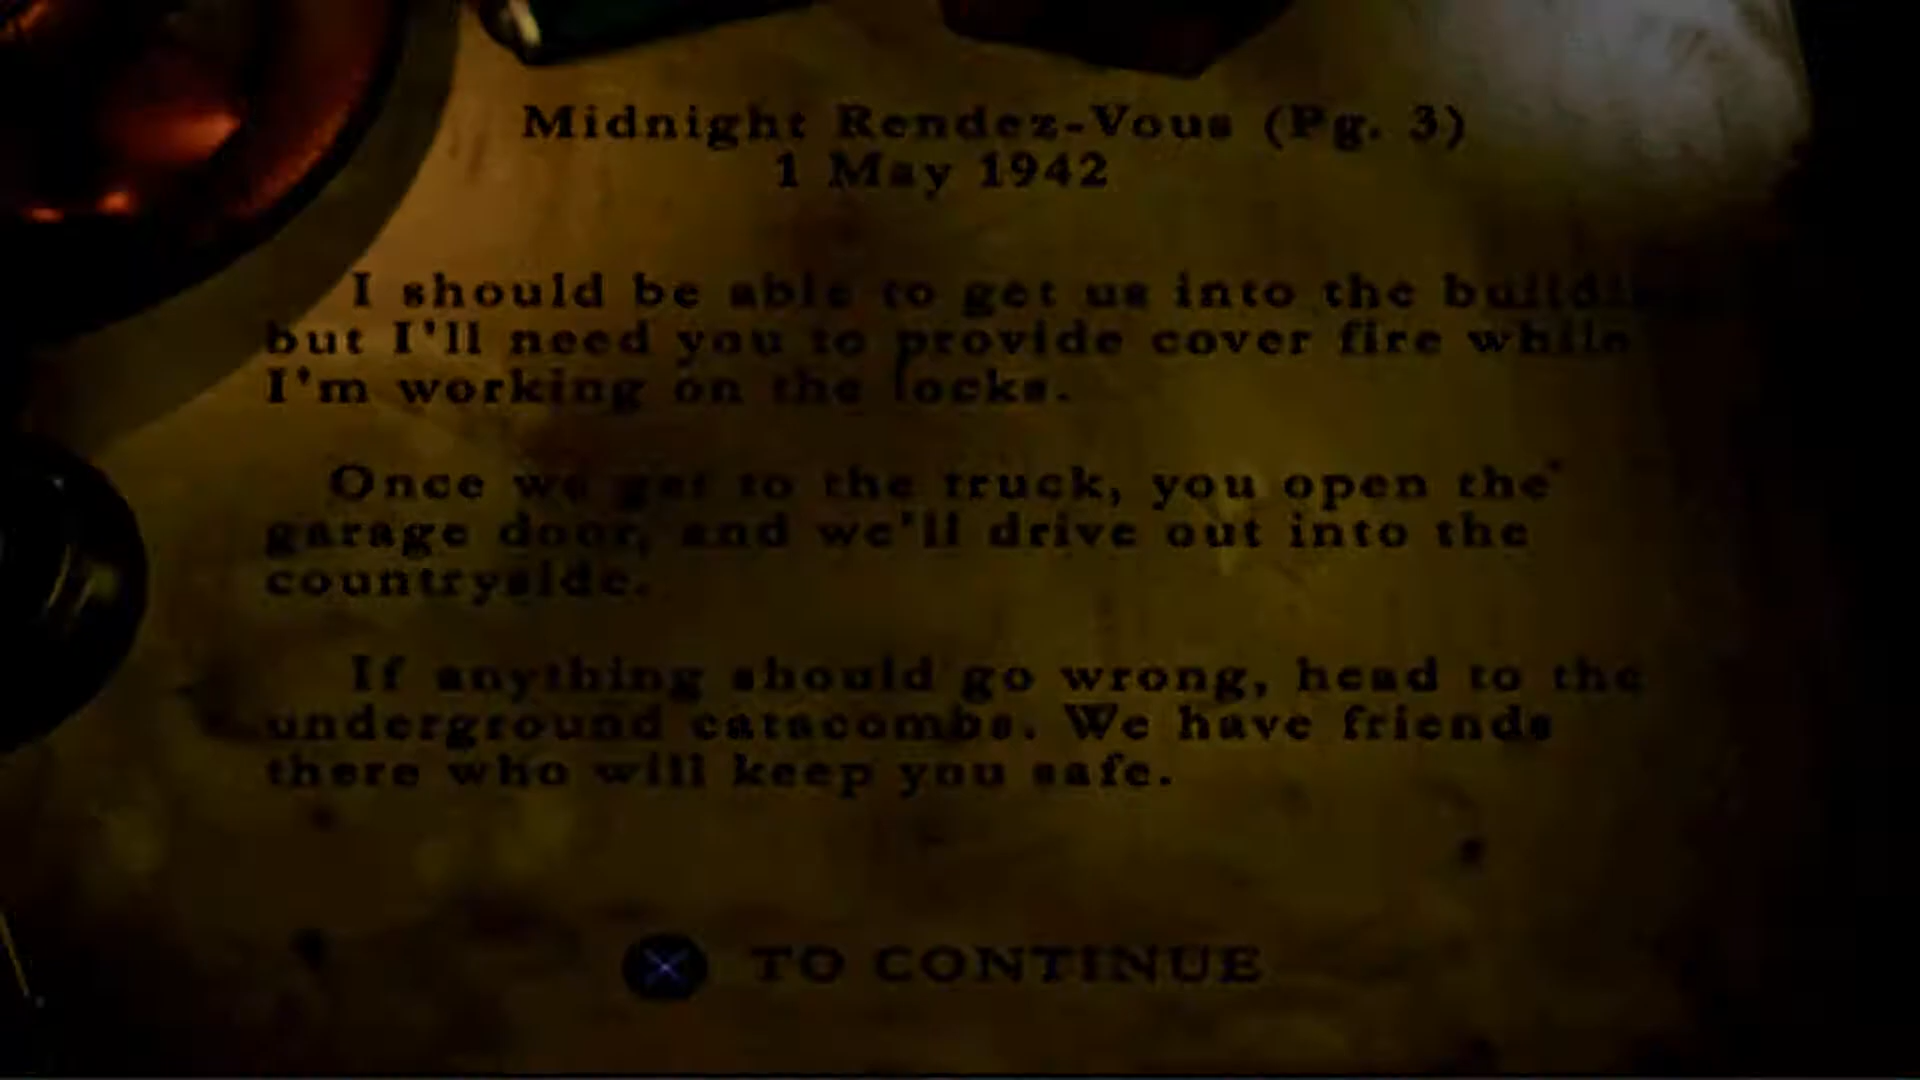 Midnight Rendez-Vous (Pg. 3)
1 May 1942
I should be able to get us into the building
but I'll need you to provide cover fire while
I'm working on the locks.
Once we get to the truck, you open the
garage door, and we'll drive out into the
countryside.
If anything should go wrong, head to the
underground catacombs. We have friends
there who will keep you safe.
TO CONTINUE